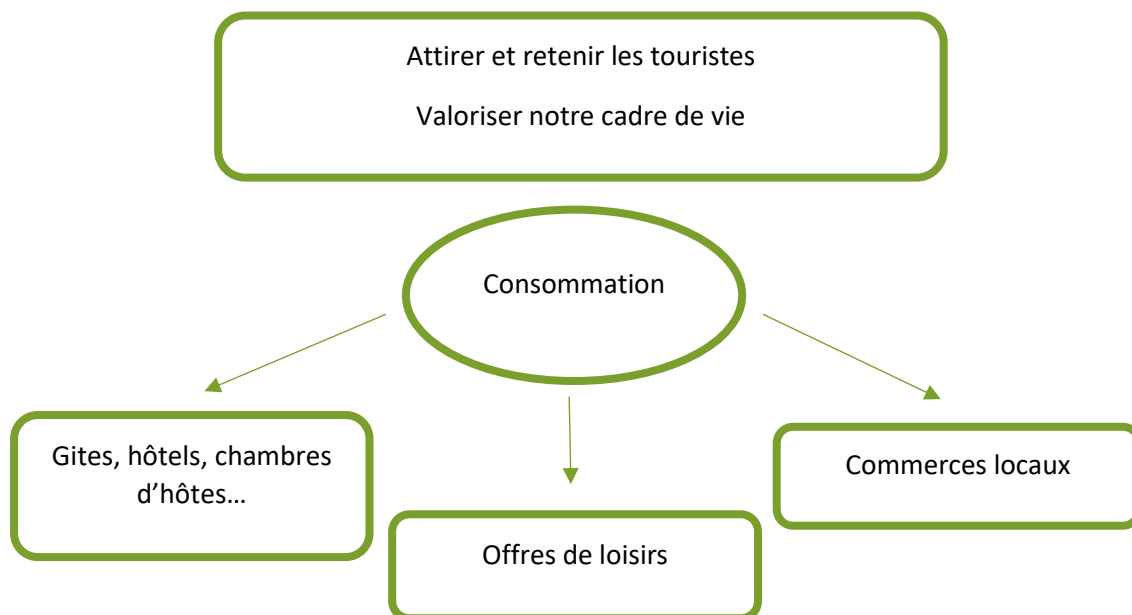 Attirer et retenir les touristes
Valoriser notre cadre de vie
Consommation
Gites, hôtels, chambres
d’hôtes…
Commerces locaux
Offres de loisirs